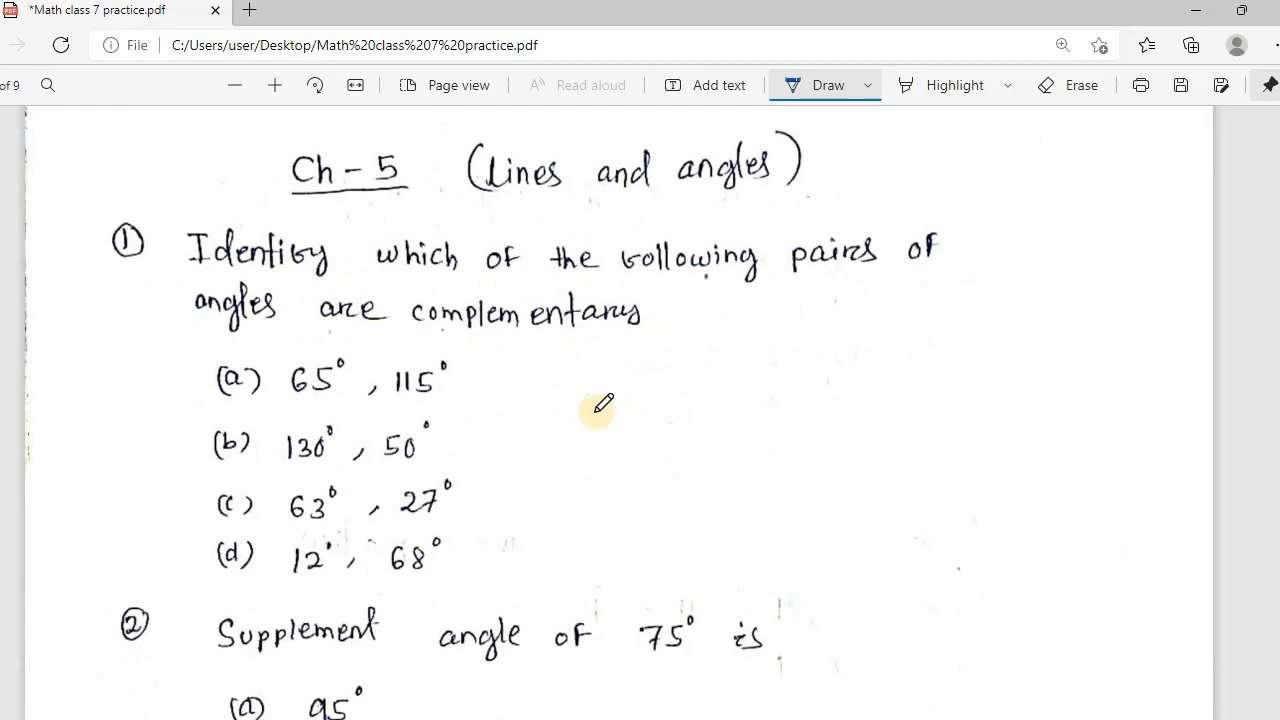 *Math class 7 practice.pdf
File C:/Users/user/Desktop/Math%20class%207%20practice.pdf
of 9 Page view Read aloud Add text Draw Highlight Erase
Ch - 5 (Lines and angles)
① Identify which of the following pairs of
angles are complementary
(a) 65° , 115°
(b) 130° , 50°
(c) 63° , 27°
(d) 12° , 68°
② Supplement angle of 75° is
(a) 95°